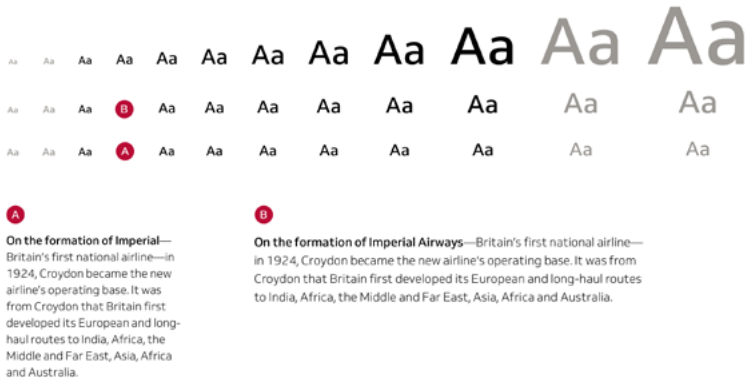 Aa Aa Aa Aa Aa Aa Aa Aa Aa Aa Aa Aa
Aa Aa Aa B Aa Aa Aa Aa Aa Aa Aa Aa
Aa Aa Aa A Aa Aa Aa Aa Aa Aa Aa Aa
A
On the formation of Imperial—
Britain's first national airline—in
1924, Croydon became the new
airline's operating base. It was
from Croydon that Britain first
developed its European and long-
haul routes to India, Africa, the
Middle and Far East, Asia, Africa
and Australia.
B
On the formation of Imperial Airways—Britain's first national airline—
in 1924, Croydon became the new airline's operating base. It was from
Croydon that Britain first developed its European and long-haul routes
to India, Africa, the Middle and Far East, Asia, Africa and Australia.